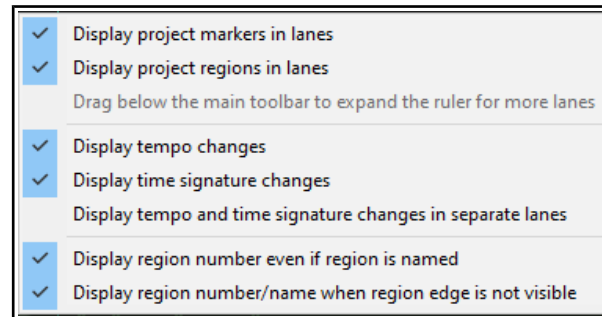 Display project markers in lanes
Display project regions in lanes
Drag below the main toolbar to expand the ruler for more lanes
Display tempo changes
Display time signature changes
Display tempo and time signature changes in separate lanes
Display region number even if region is named
Display region number/name when region edge is not visible